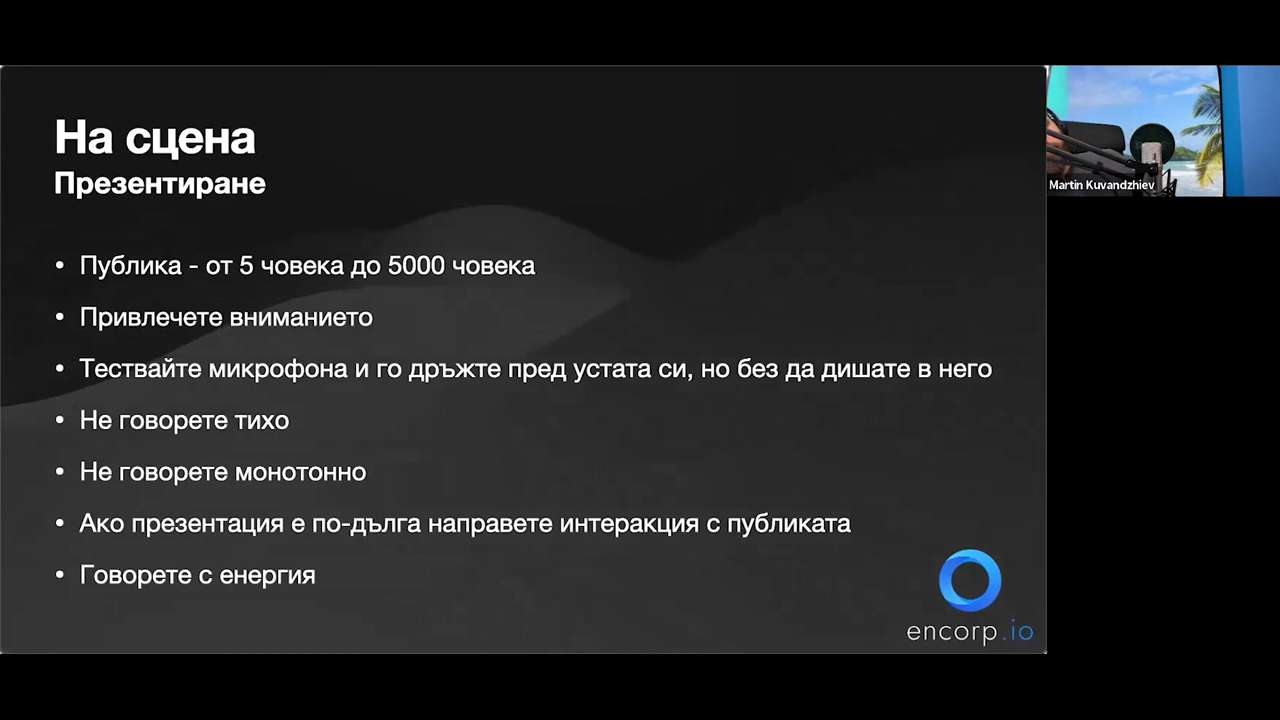 На сцена
Презентиране
• Публика - от 5 човека до 5000 човека
• Привлечете вниманието
• Тествайте микрофона и го дръжте пред устата си, но без да дишате в него
• Не говорете тихо
• Не говорете монотонно
• Ако презентация е по-дълга направете интеракция с публиката
• Говорете с енергия
encorp.io
Martin Kuvandzhiev